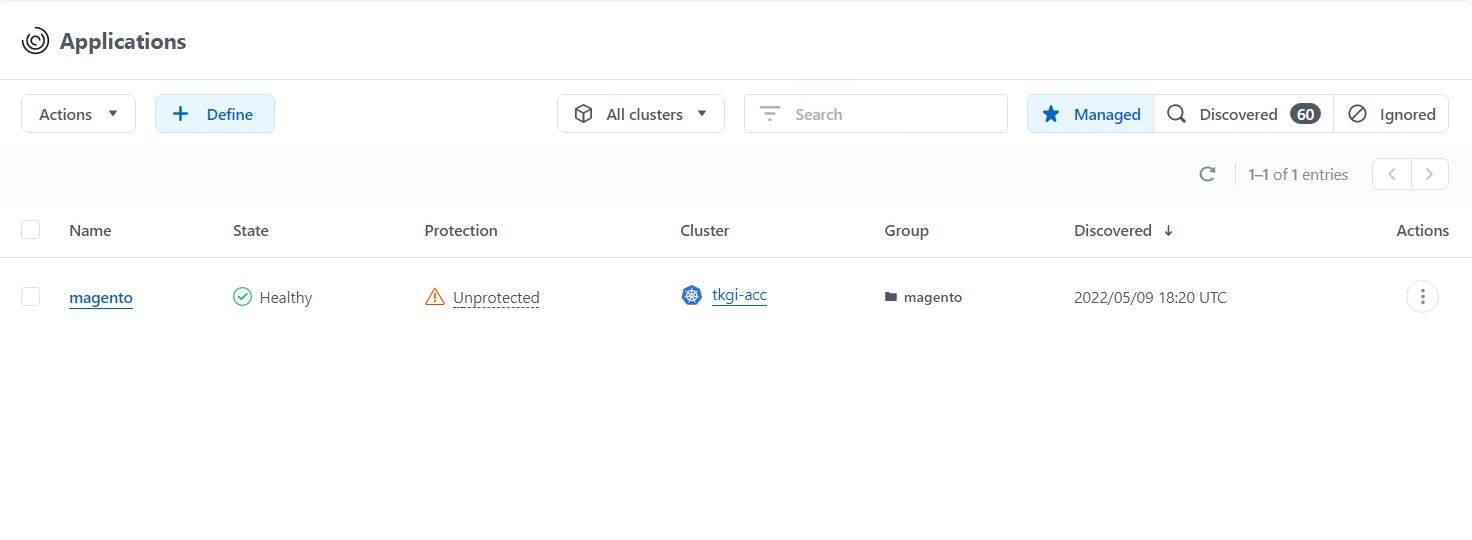 Applications
Actions Define All clusters Search Managed Discovered 60 Ignored
1–1 of 1 entries
Name State Protection Cluster Group Discovered Actions
magento Healthy Unprotected tkgi-acc magento 2022/05/09 18:20 UTC